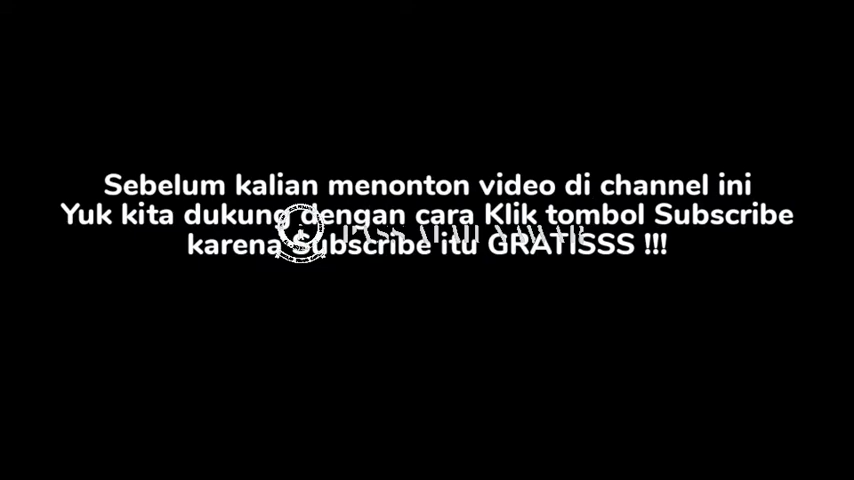 Sebelum kalian menonton video di channel ini
Yuk kita dukung dengan cara Klik tombol Subscribe
karena Subscribe itu GRATISSS !!!